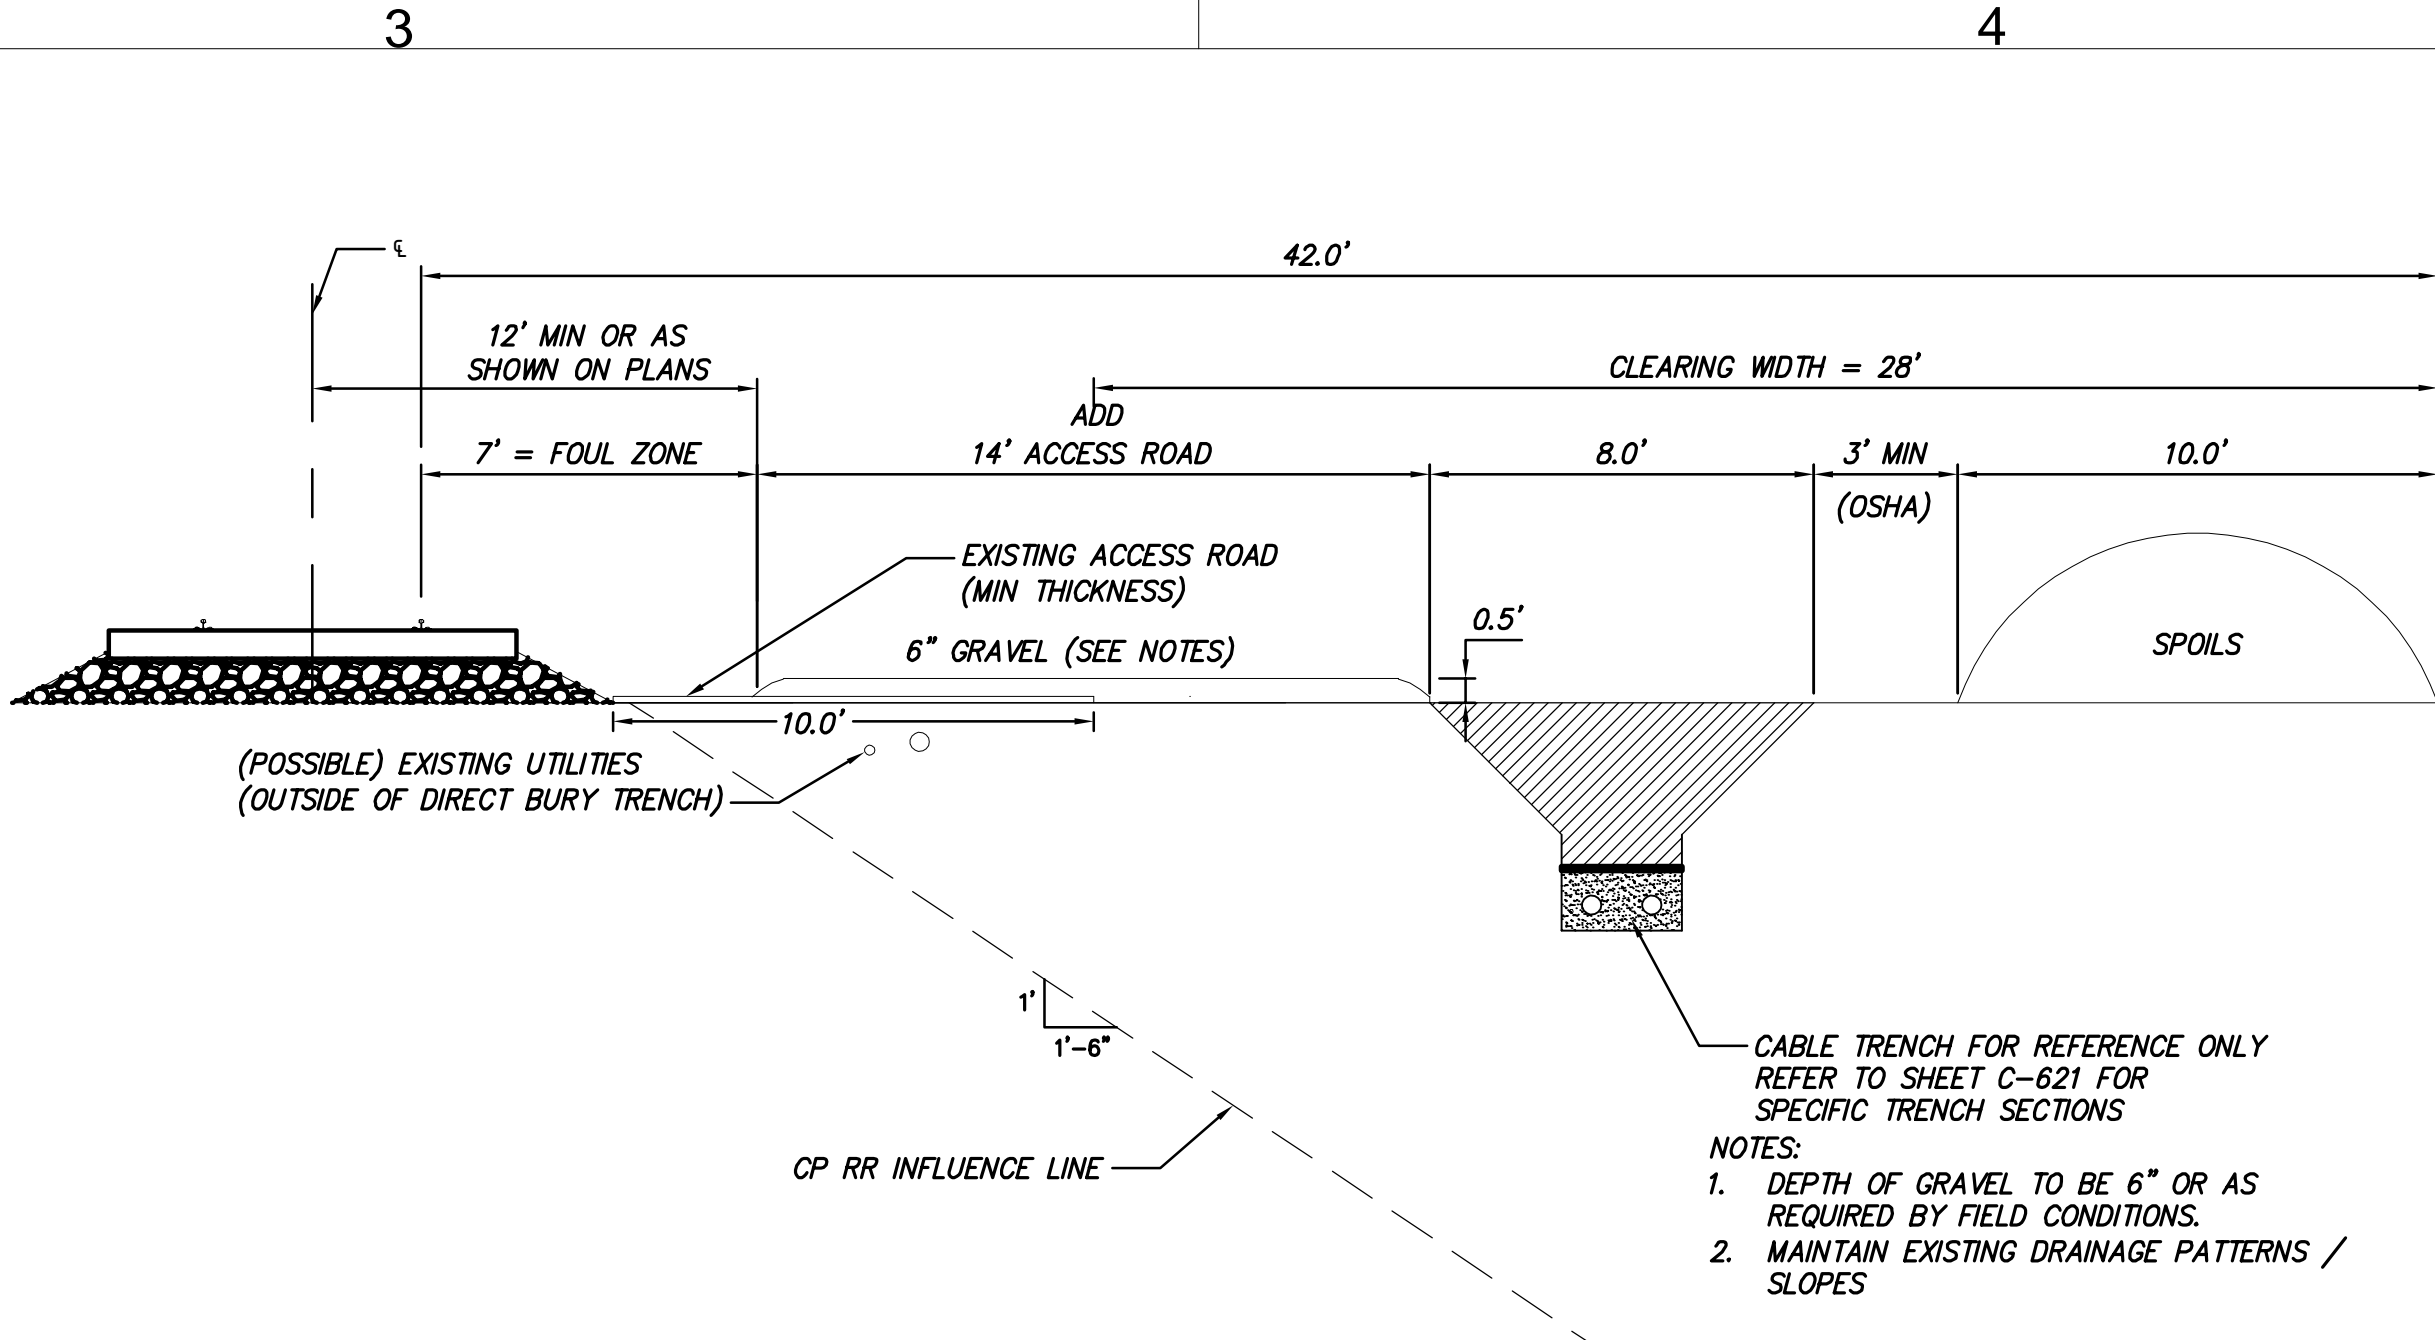 3
4
℄
42.0'
12' MIN OR AS
SHOWN ON PLANS
CLEARING WIDTH = 28'
ADD
7' = FOUL ZONE
14' ACCESS ROAD
8.0'
3' MIN
(OSHA)
10.0'
EXISTING ACCESS ROAD
(MIN THICKNESS)
6" GRAVEL (SEE NOTES)
0.5'
SPOILS
10.0'
(POSSIBLE) EXISTING UTILITIES
(OUTSIDE OF DIRECT BURY TRENCH)
1'
1'-6"
CP RR INFLUENCE LINE
CABLE TRENCH FOR REFERENCE ONLY
REFER TO SHEET C-621 FOR
SPECIFIC TRENCH SECTIONS
NOTES:
1. DEPTH OF GRAVEL TO BE 6" OR AS
REQUIRED BY FIELD CONDITIONS.
2. MAINTAIN EXISTING DRAINAGE PATTERNS /
SLOPES